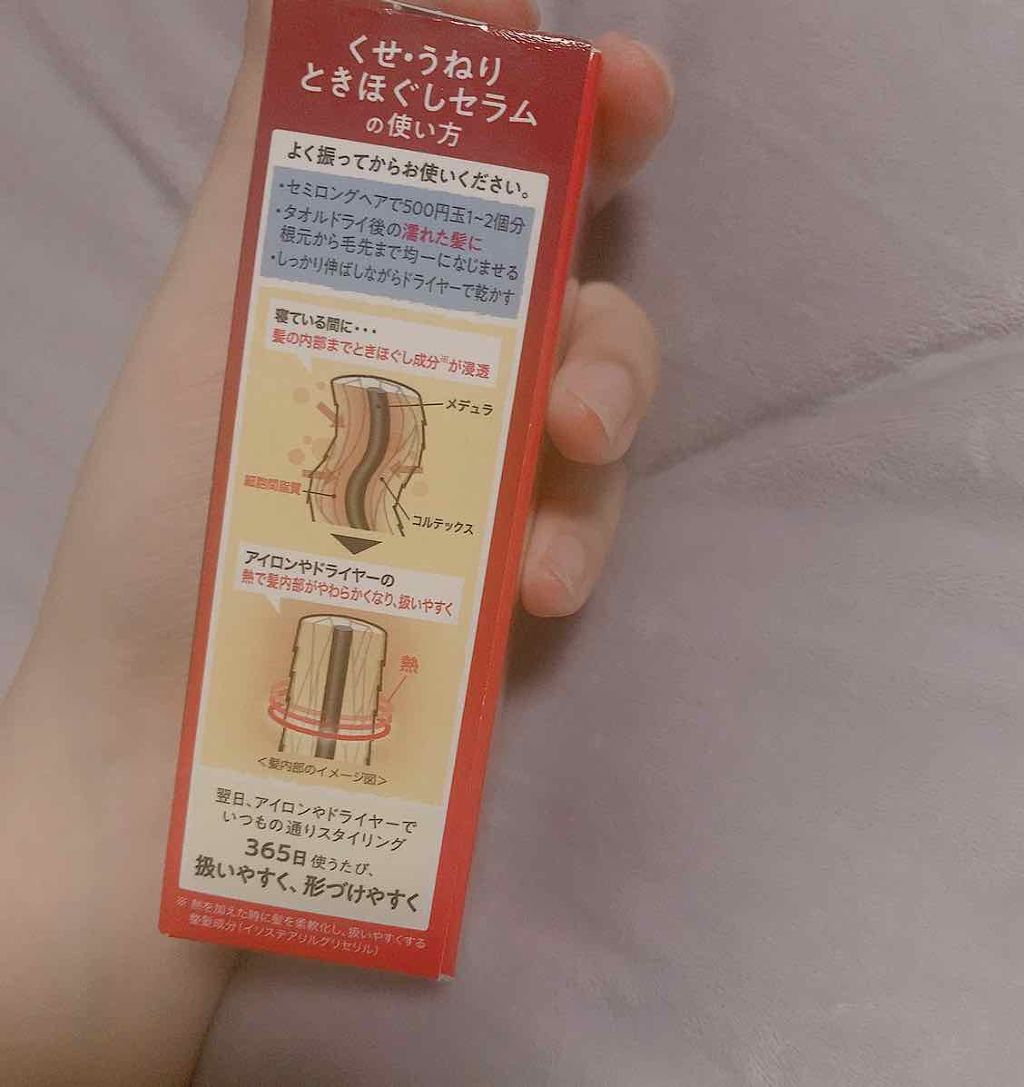 くせ・うねり
ときほぐしセラム
の使い方
よく振ってからお使いください。
・セミロングヘアで500円玉1~2個分
・タオルドライ後の濡れた髪に
根元から毛先まで均一になじませる
・しっかり伸ばしながらドライヤーで乾かす
寝ている間に・・・
髪の内部までときほぐし成分※が浸透
メデュラ
細胞間脂質
コルテックス
アイロンやドライヤーの
熱で髪内部がやわらかくなり、扱いやすく
熱
<髪内部のイメージ図>
翌日、アイロンやドライヤーで
いつもの通りスタイリング
365日使うたび、
扱いやすく、形づけやすく
※ 熱を加えた時に髪を柔軟化し、扱いやすくする
整髪成分(イソステアリルグリセリル)